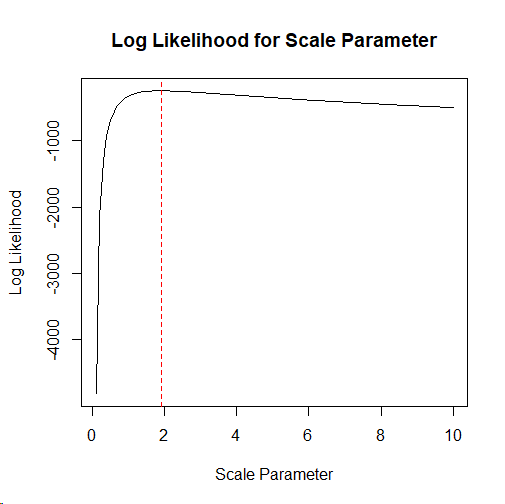 Log Likelihood for Scale Parameter
Log Likelihood
-1000
-2000
-3000
-4000
0 2 4 6 8 10
Scale Parameter